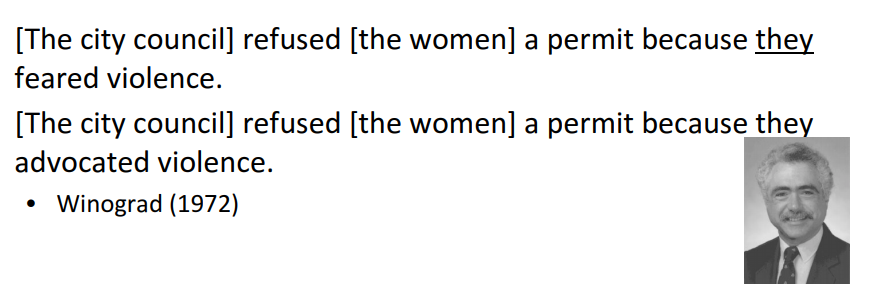 [The city council] refused [the women] a permit because they
feared violence.
[The city council] refused [the women] a permit because they
advocated violence.
• Winograd (1972)